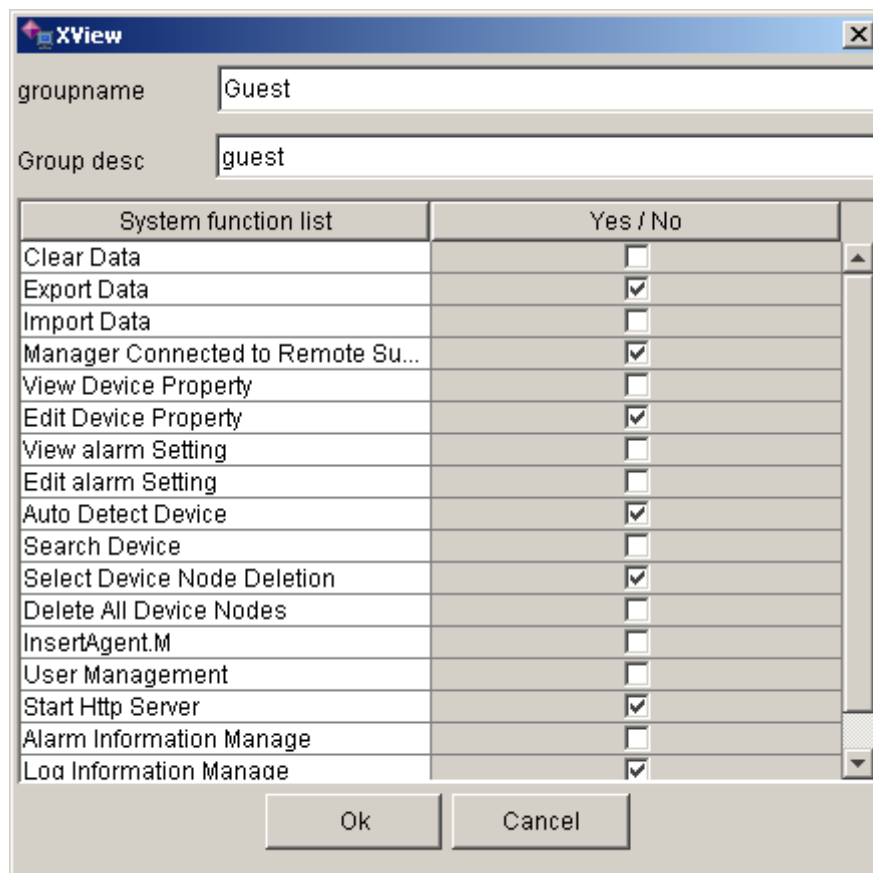 XView
groupname Guest
Group desc guest
System function list Yes / No
Clear Data
Export Data
Import Data
Manager Connected to Remote Su...
View Device Property
Edit Device Property
View alarm Setting
Edit alarm Setting
Auto Detect Device
Search Device
Select Device Node Deletion
Delete All Device Nodes
InsertAgent.M
User Management
Start Http Server
Alarm Information Manage
Log Information Manage
Ok Cancel